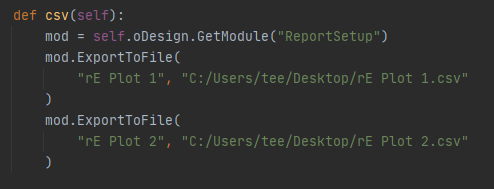 def csv(self):
    mod = self.oDesign.GetModule("ReportSetup")
    mod.ExportToFile(
        "rE Plot 1", "C:/Users/tee/Desktop/rE Plot 1.csv"
    )
    mod.ExportToFile(
        "rE Plot 2", "C:/Users/tee/Desktop/rE Plot 2.csv"
    )